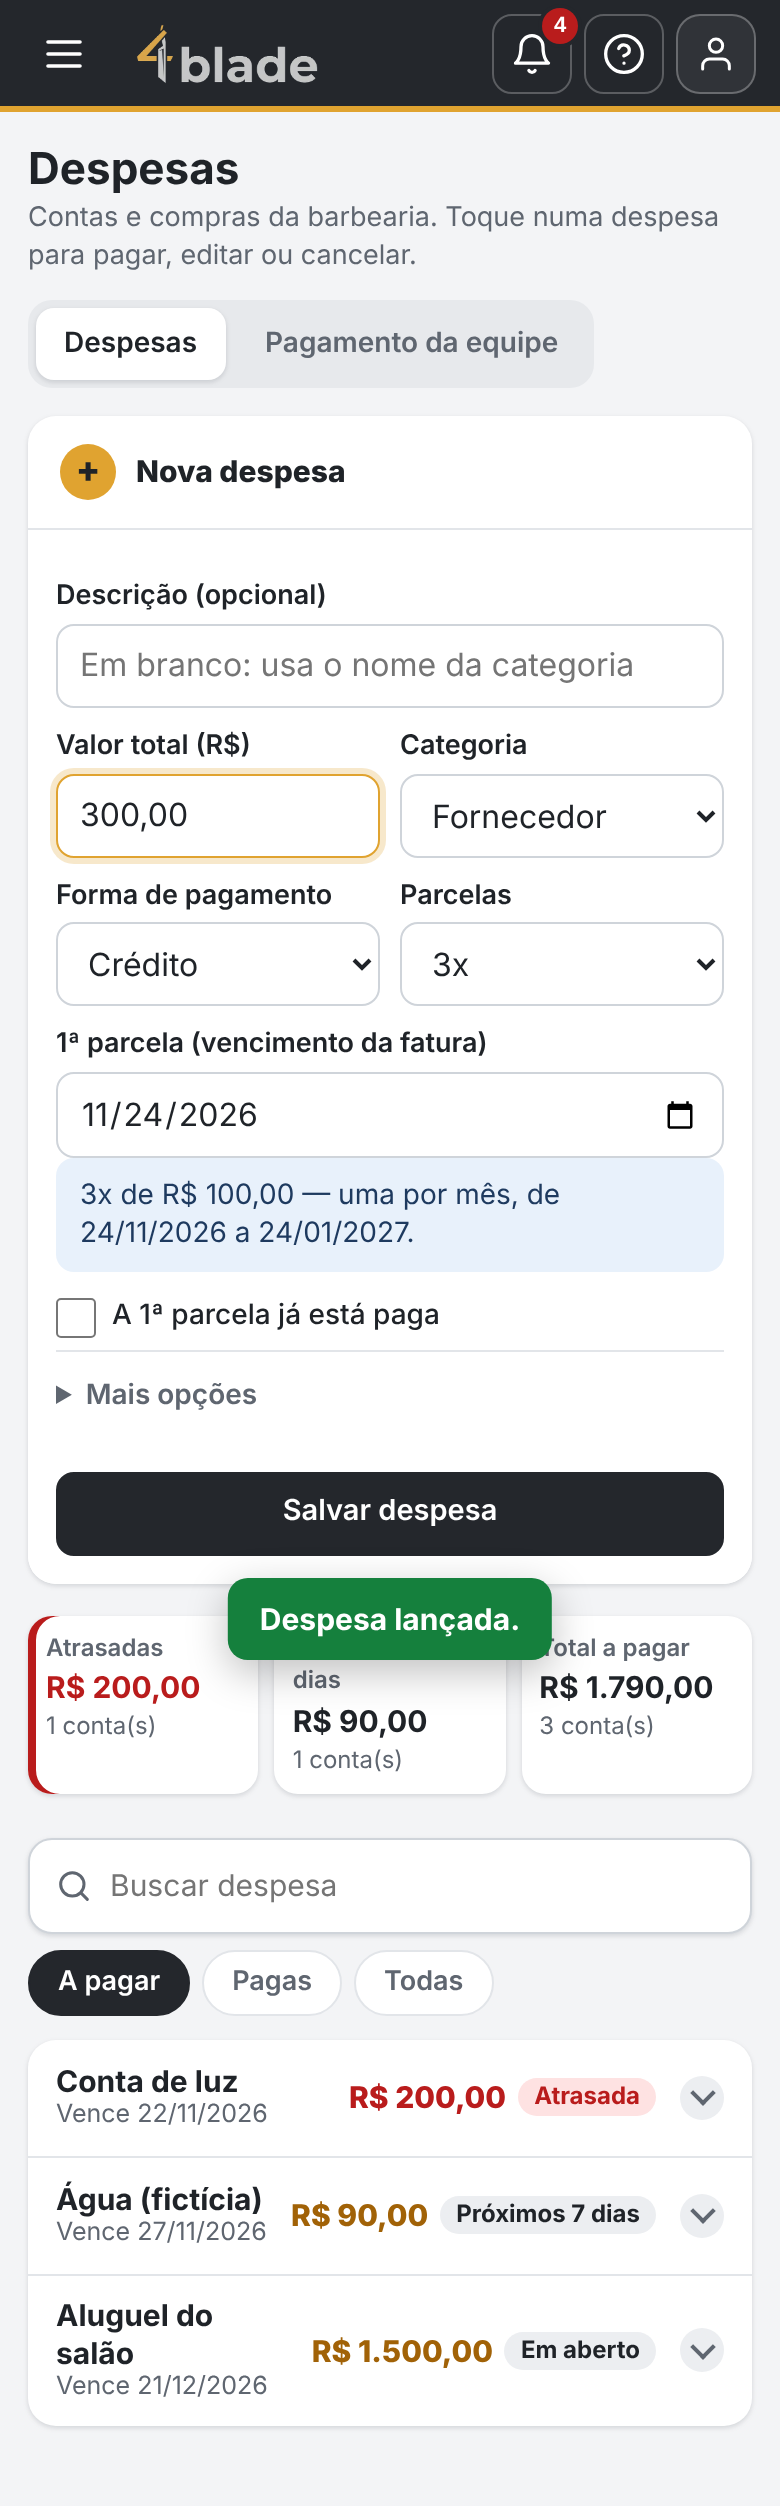 4blade
4
Despesas
Contas e compras da barbearia. Toque numa despesa
para pagar, editar ou cancelar.
Despesas
Pagamento da equipe
+ Nova despesa
Descrição (opcional)
Em branco: usa o nome da categoria
Valor total (R$)
Categoria
300,00
Fornecedor
Forma de pagamento
Parcelas
Crédito
3x
1ª parcela (vencimento da fatura)
11/24/2026
3x de R$ 100,00 — uma por mês, de
24/11/2026 a 24/01/2027.
A 1ª parcela já está paga
Mais opções
Salvar despesa
Despesa lançada.
Atrasadas
R$ 200,00
1 conta(s)
dias
R$ 90,00
1 conta(s)
Total a pagar
R$ 1.790,00
3 conta(s)
Buscar despesa
A pagar
Pagas
Todas
Conta de luz
Vence 22/11/2026
R$ 200,00
Atrasada
Água (fictícia)
Vence 27/11/2026
R$ 90,00
Próximos 7 dias
Aluguel do
salão
Vence 21/12/2026
R$ 1.500,00
Em aberto